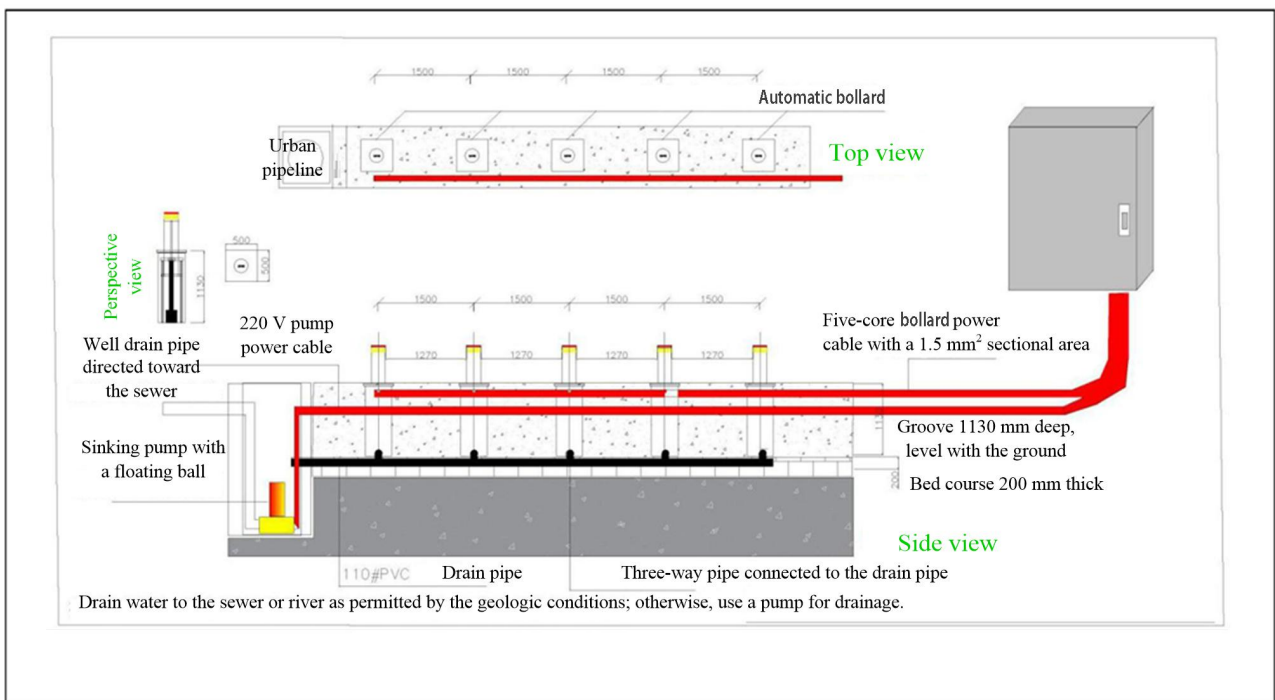 1500 1500 1500 1500
Automatic bollard
Urban
pipeline
Top view
Perspective
view
500
500
1130
1500 1500 1500 1500
220 V pump
power cable
Five-core bollard power
cable with a 1.5 mm² sectional area
Well drain pipe
directed toward
the sewer
1270 1270 1270 1270
Sinking pump with
a floating ball
Groove 1130 mm deep,
level with the ground
200
Bed course 200 mm thick
Side view
110#PVC
Drain pipe
Three-way pipe connected to the drain pipe
Drain water to the sewer or river as permitted by the geologic conditions; otherwise, use a pump for drainage.